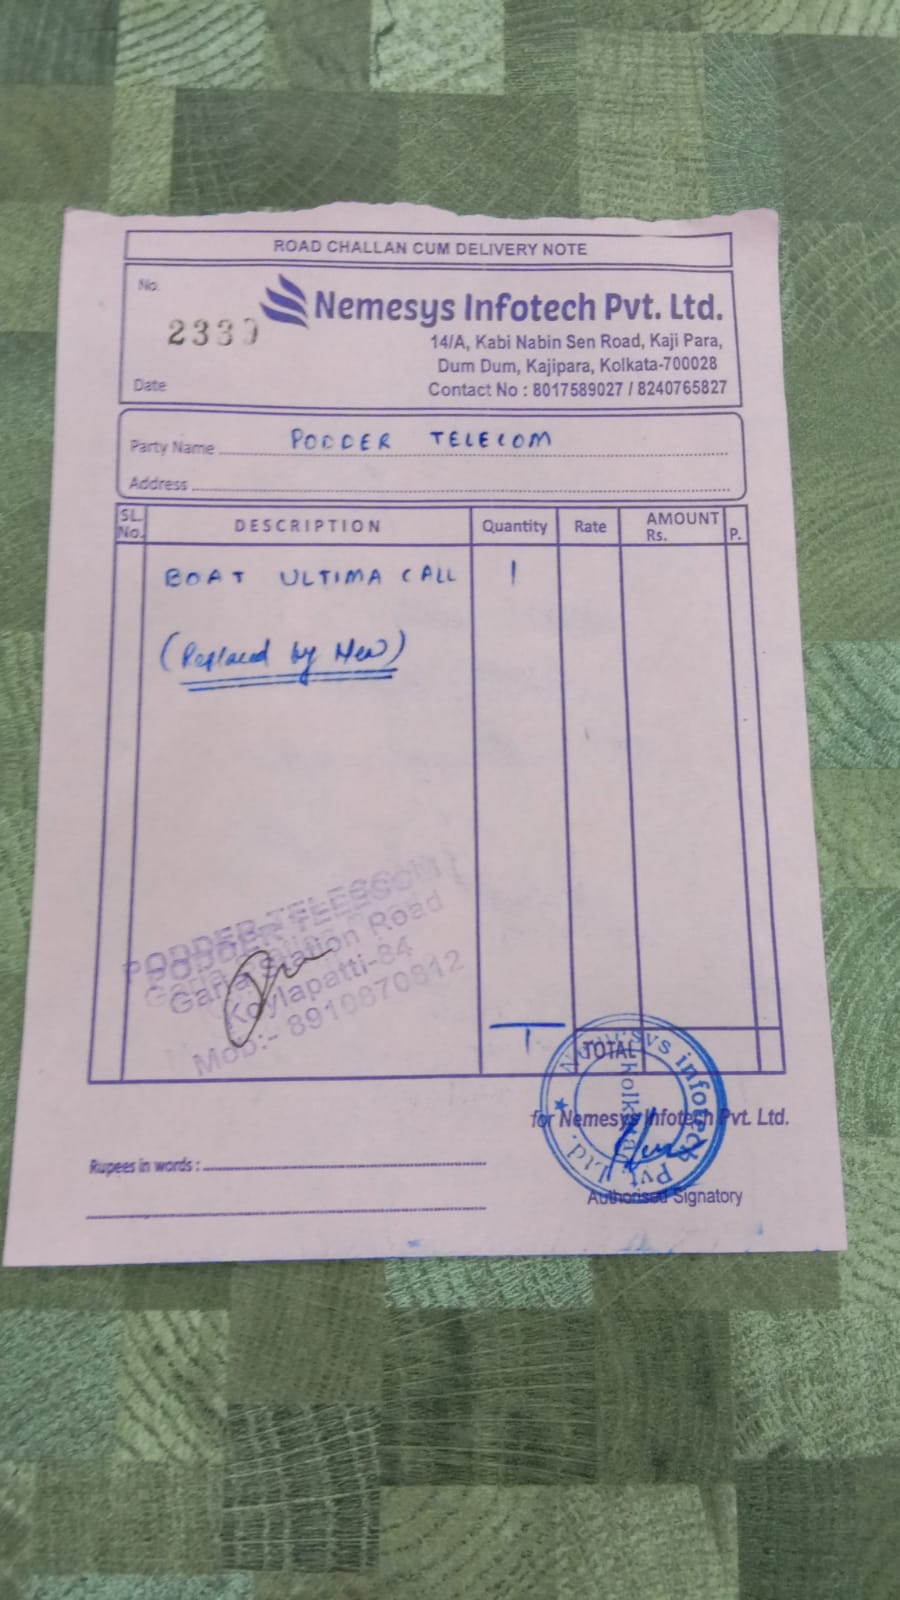 ROAD CHALLAN CUM DELIVERY NOTE
No.
Nemesys Infotech Pvt. Ltd.
233
14/A, Kabi Nabin Sen Road, Kaji Para,
Dum Dum, Kajipara, Kolkata-700028
Date
Contact No : 8017589027 / 8240765827
Party Name PODDER TELECOM
Address
SL. No. DESCRIPTION Quantity Rate AMOUNT Rs. P.
BOAT ULTIMA CALL 1
(Replaced by New)
PODDER TELECOM
Garia Station Road
Koylapatti-84
Mob:- 8910870812
TOTAL
Nemesys Infotech Pvt. Ltd.
Kolkata
for Nemesys Infotech Pvt. Ltd.
Rupees in words :
Authorised Signatory